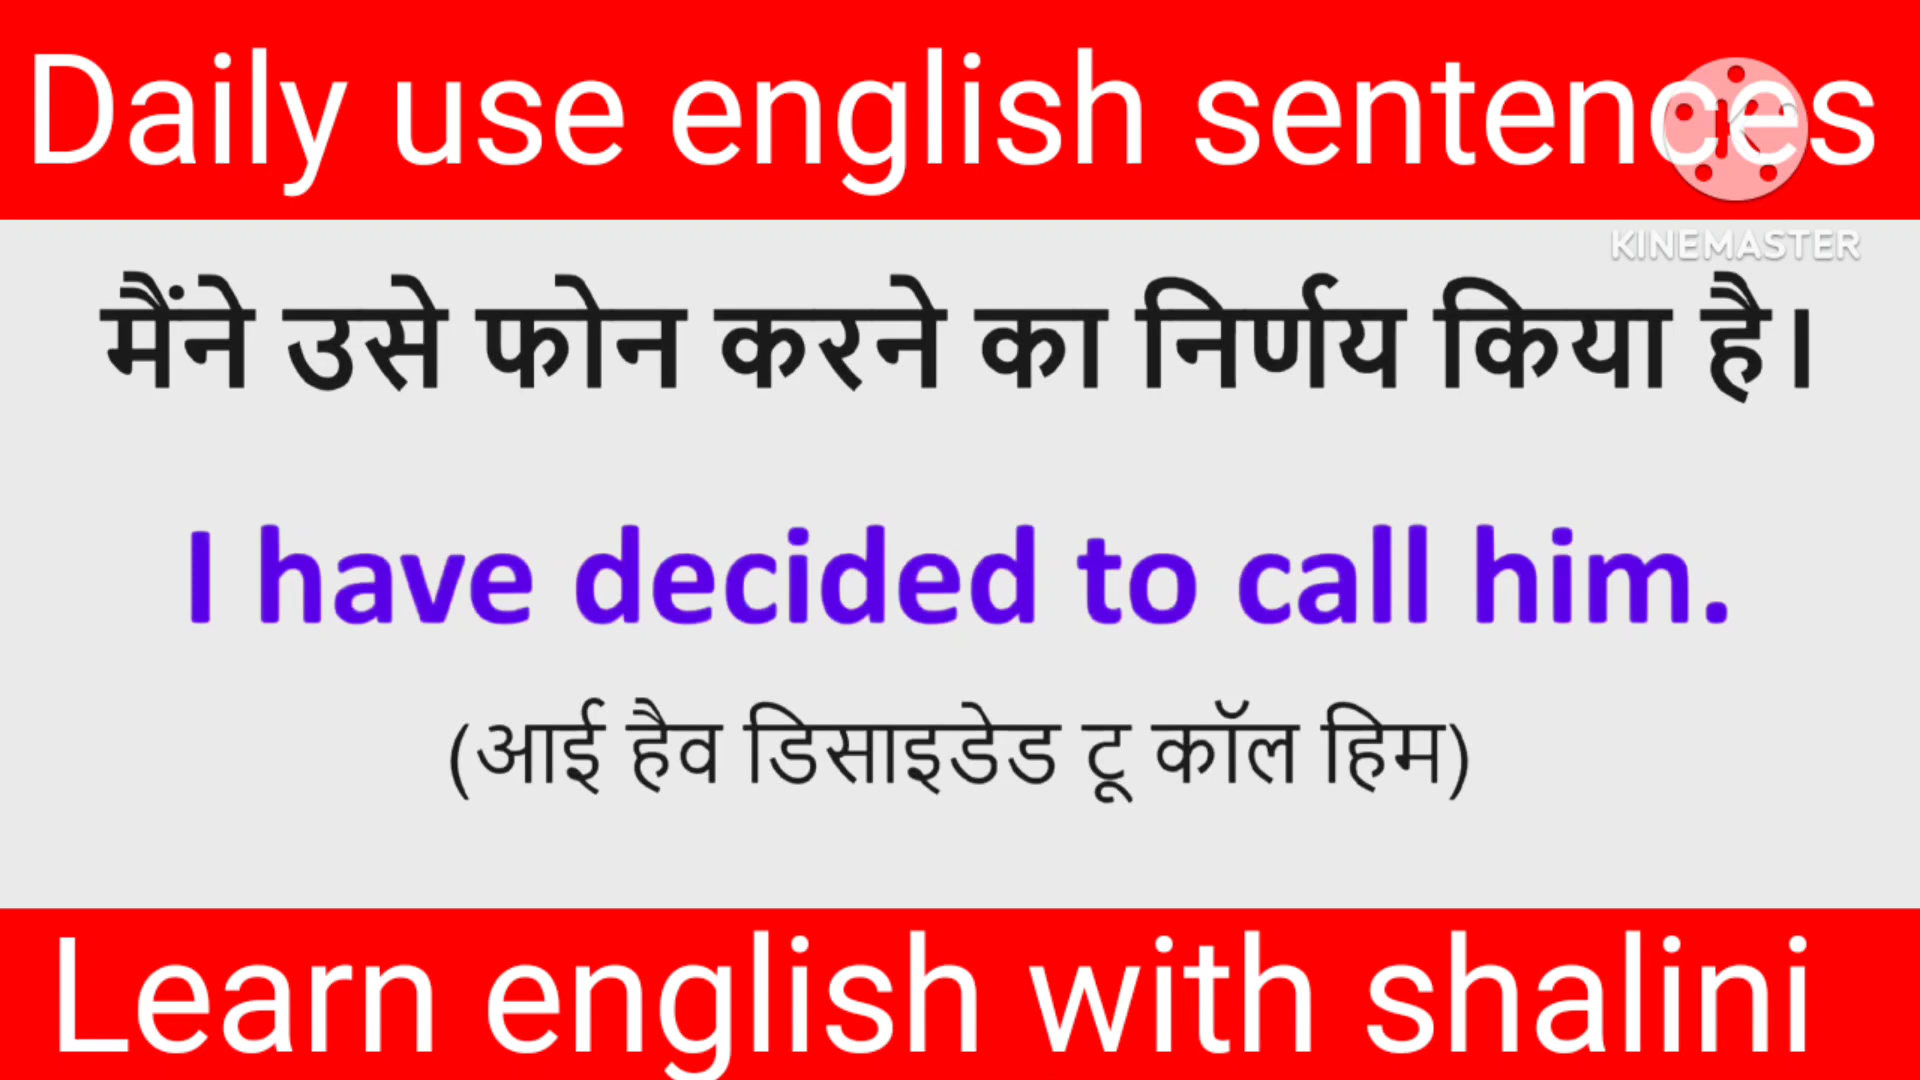 Daily use english sentences
KINEMASTER
मैंने उसे फोन करने का निर्णय किया है।
I have decided to call him.
(आई हैव डिसाइडेड टू कॉल हिम)
Learn english with shalini